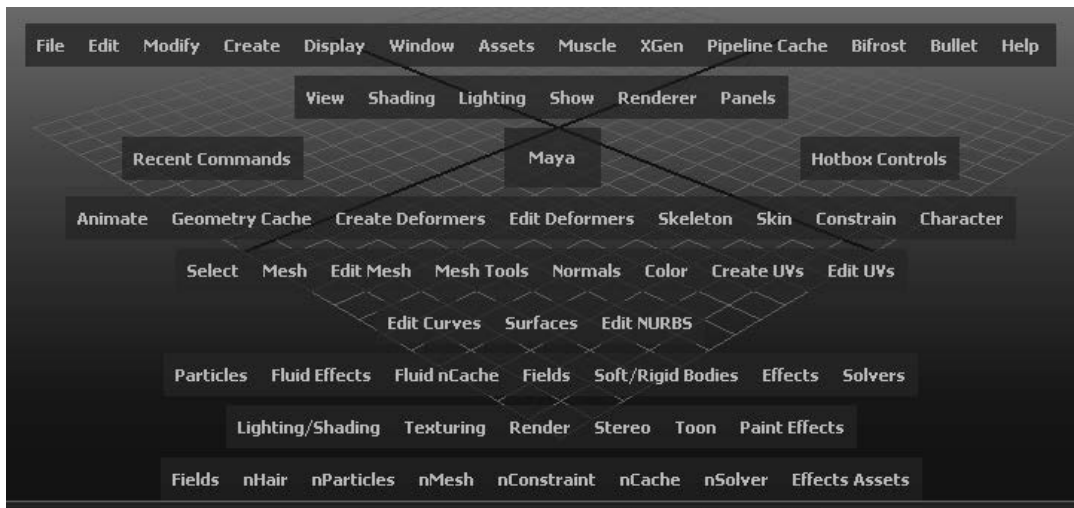 File Edit Modify Create Display Window Assets Muscle XGen Pipeline Cache Bifrost Bullet Help
View Shading Lighting Show Renderer Panels
Recent Commands Maya Hotbox Controls
Animate Geometry Cache Create Deformers Edit Deformers Skeleton Skin Constrain Character
Select Mesh Edit Mesh Mesh Tools Normals Color Create UVs Edit UVs
Edit Curves Surfaces Edit NURBS
Particles Fluid Effects Fluid nCache Fields Soft/Rigid Bodies Effects Solvers
Lighting/Shading Texturing Render Stereo Toon Paint Effects
Fields nHair nParticles nMesh nConstraint nCache nSolver Effects Assets